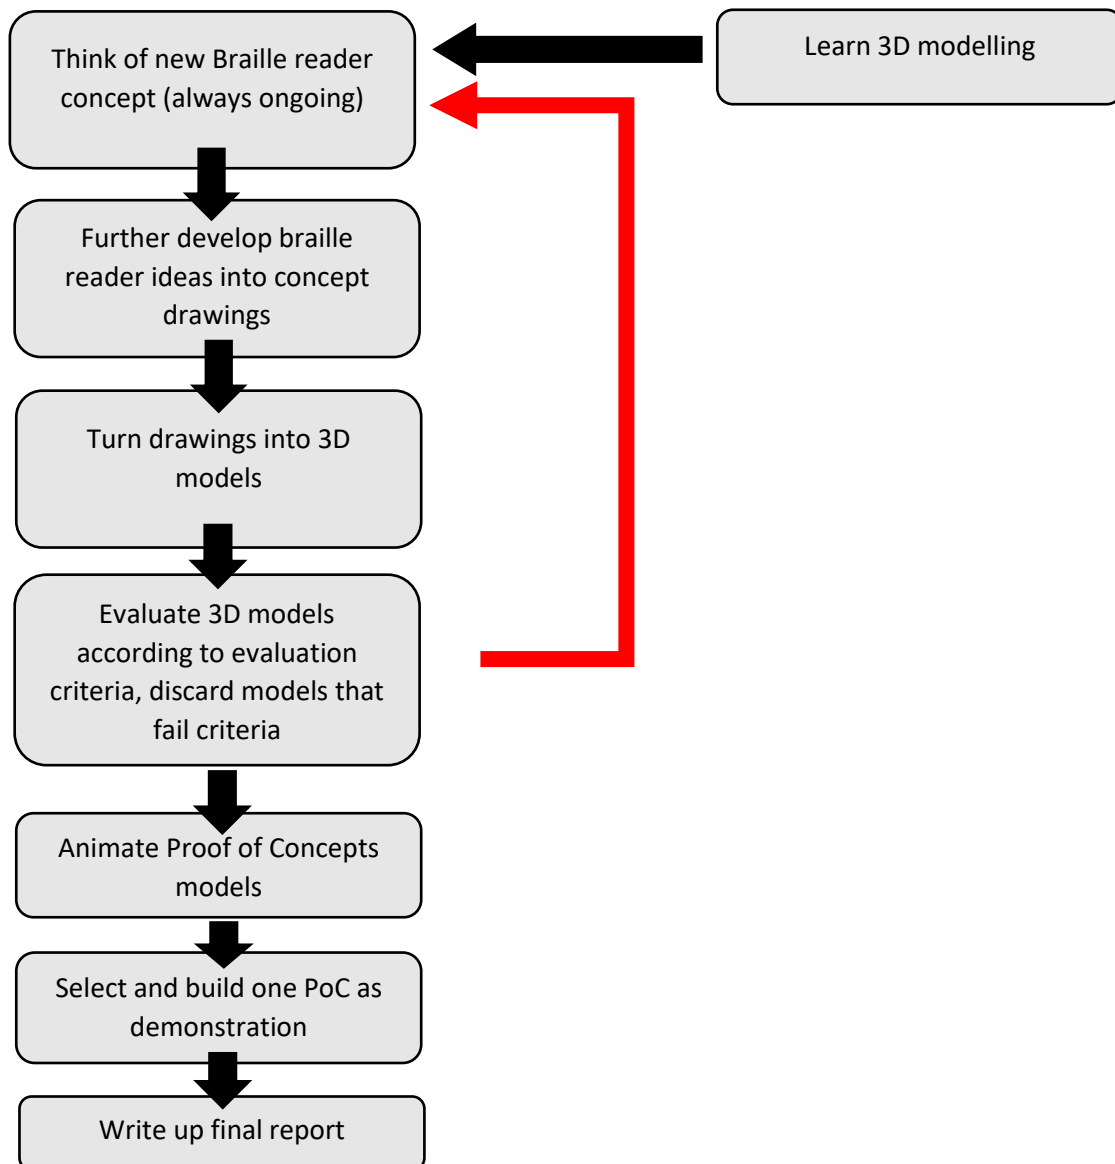 Think of new Braille reader
concept (always ongoing)
Learn 3D modelling
Further develop braille
reader ideas into concept
drawings
Turn drawings into 3D
models
Evaluate 3D models
according to evaluation
criteria, discard models that
fail criteria
Animate Proof of Concepts
models
Select and build one PoC as
demonstration
Write up final report